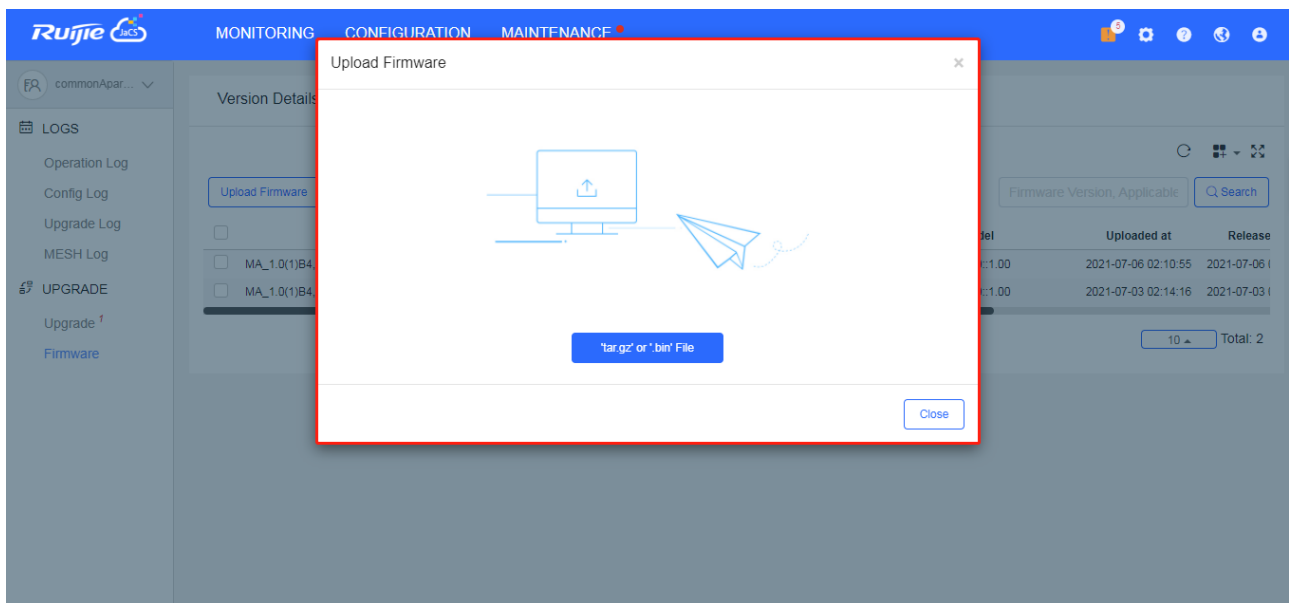 Ruijie JaCS
MONITORING CONFIGURATION MAINTENANCE
5
commonApar...
LOGS
Operation Log
Config Log
Upgrade Log
MESH Log
UPGRADE
Upgrade 1
Firmware
Version Details
Upload Firmware
Firmware Version, Applicable
Search
del Uploaded at Release
MA_1.0(1)B4, :1.00 2021-07-06 02:10:55 2021-07-06
MA_1.0(1)B4, :1.00 2021-07-03 02:14:16 2021-07-03
10 Total: 2
Upload Firmware ×
'tar.gz' or '.bin' File
Close